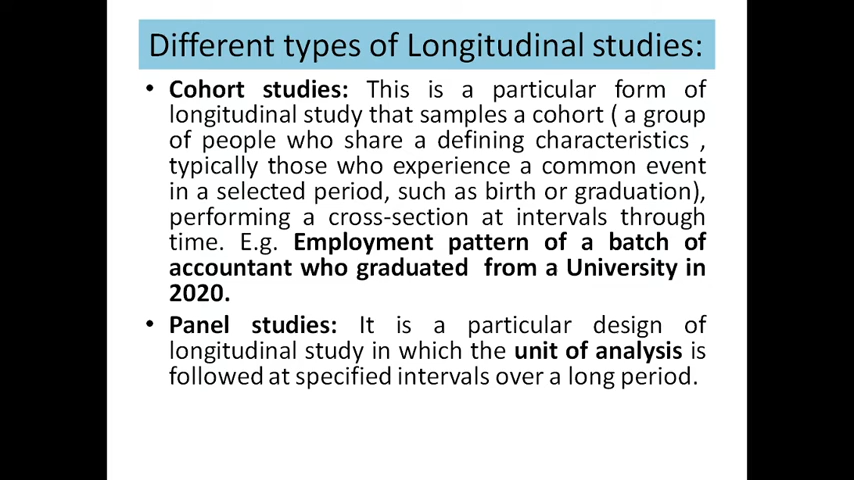 Different types of Longitudinal studies:
• Cohort studies: This is a particular form of
longitudinal study that samples a cohort ( a group
of people who share a defining characteristics ,
typically those who experience a common event
in a selected period, such as birth or graduation),
performing a cross-section at intervals through
time. E.g. Employment pattern of a batch of
accountant who graduated from a University in
2020.
• Panel studies: It is a particular design of
longitudinal study in which the unit of analysis is
followed at specified intervals over a long period.